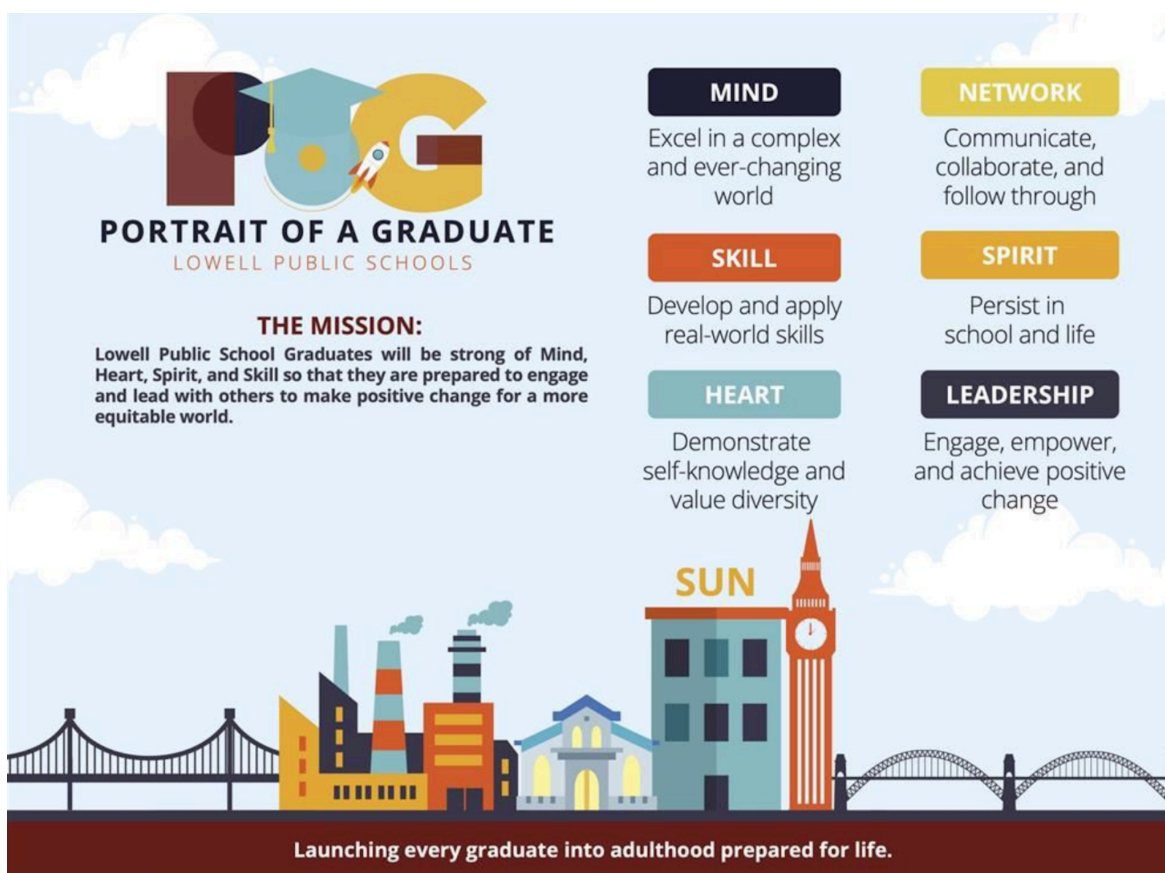 POG
PORTRAIT OF A GRADUATE
LOWELL PUBLIC SCHOOLS
THE MISSION:
Lowell Public School Graduates will be strong of Mind,
Heart, Spirit, and Skill so that they are prepared to engage
and lead with others to make positive change for a more
equitable world.
MIND
Excel in a complex
and ever-changing
world
SKILL
Develop and apply
real-world skills
HEART
Demonstrate
self-knowledge and
value diversity
NETWORK
Communicate,
collaborate, and
follow through
SPIRIT
Persist in
school and life
LEADERSHIP
Engage, empower,
and achieve positive
change
SUN
Launching every graduate into adulthood prepared for life.